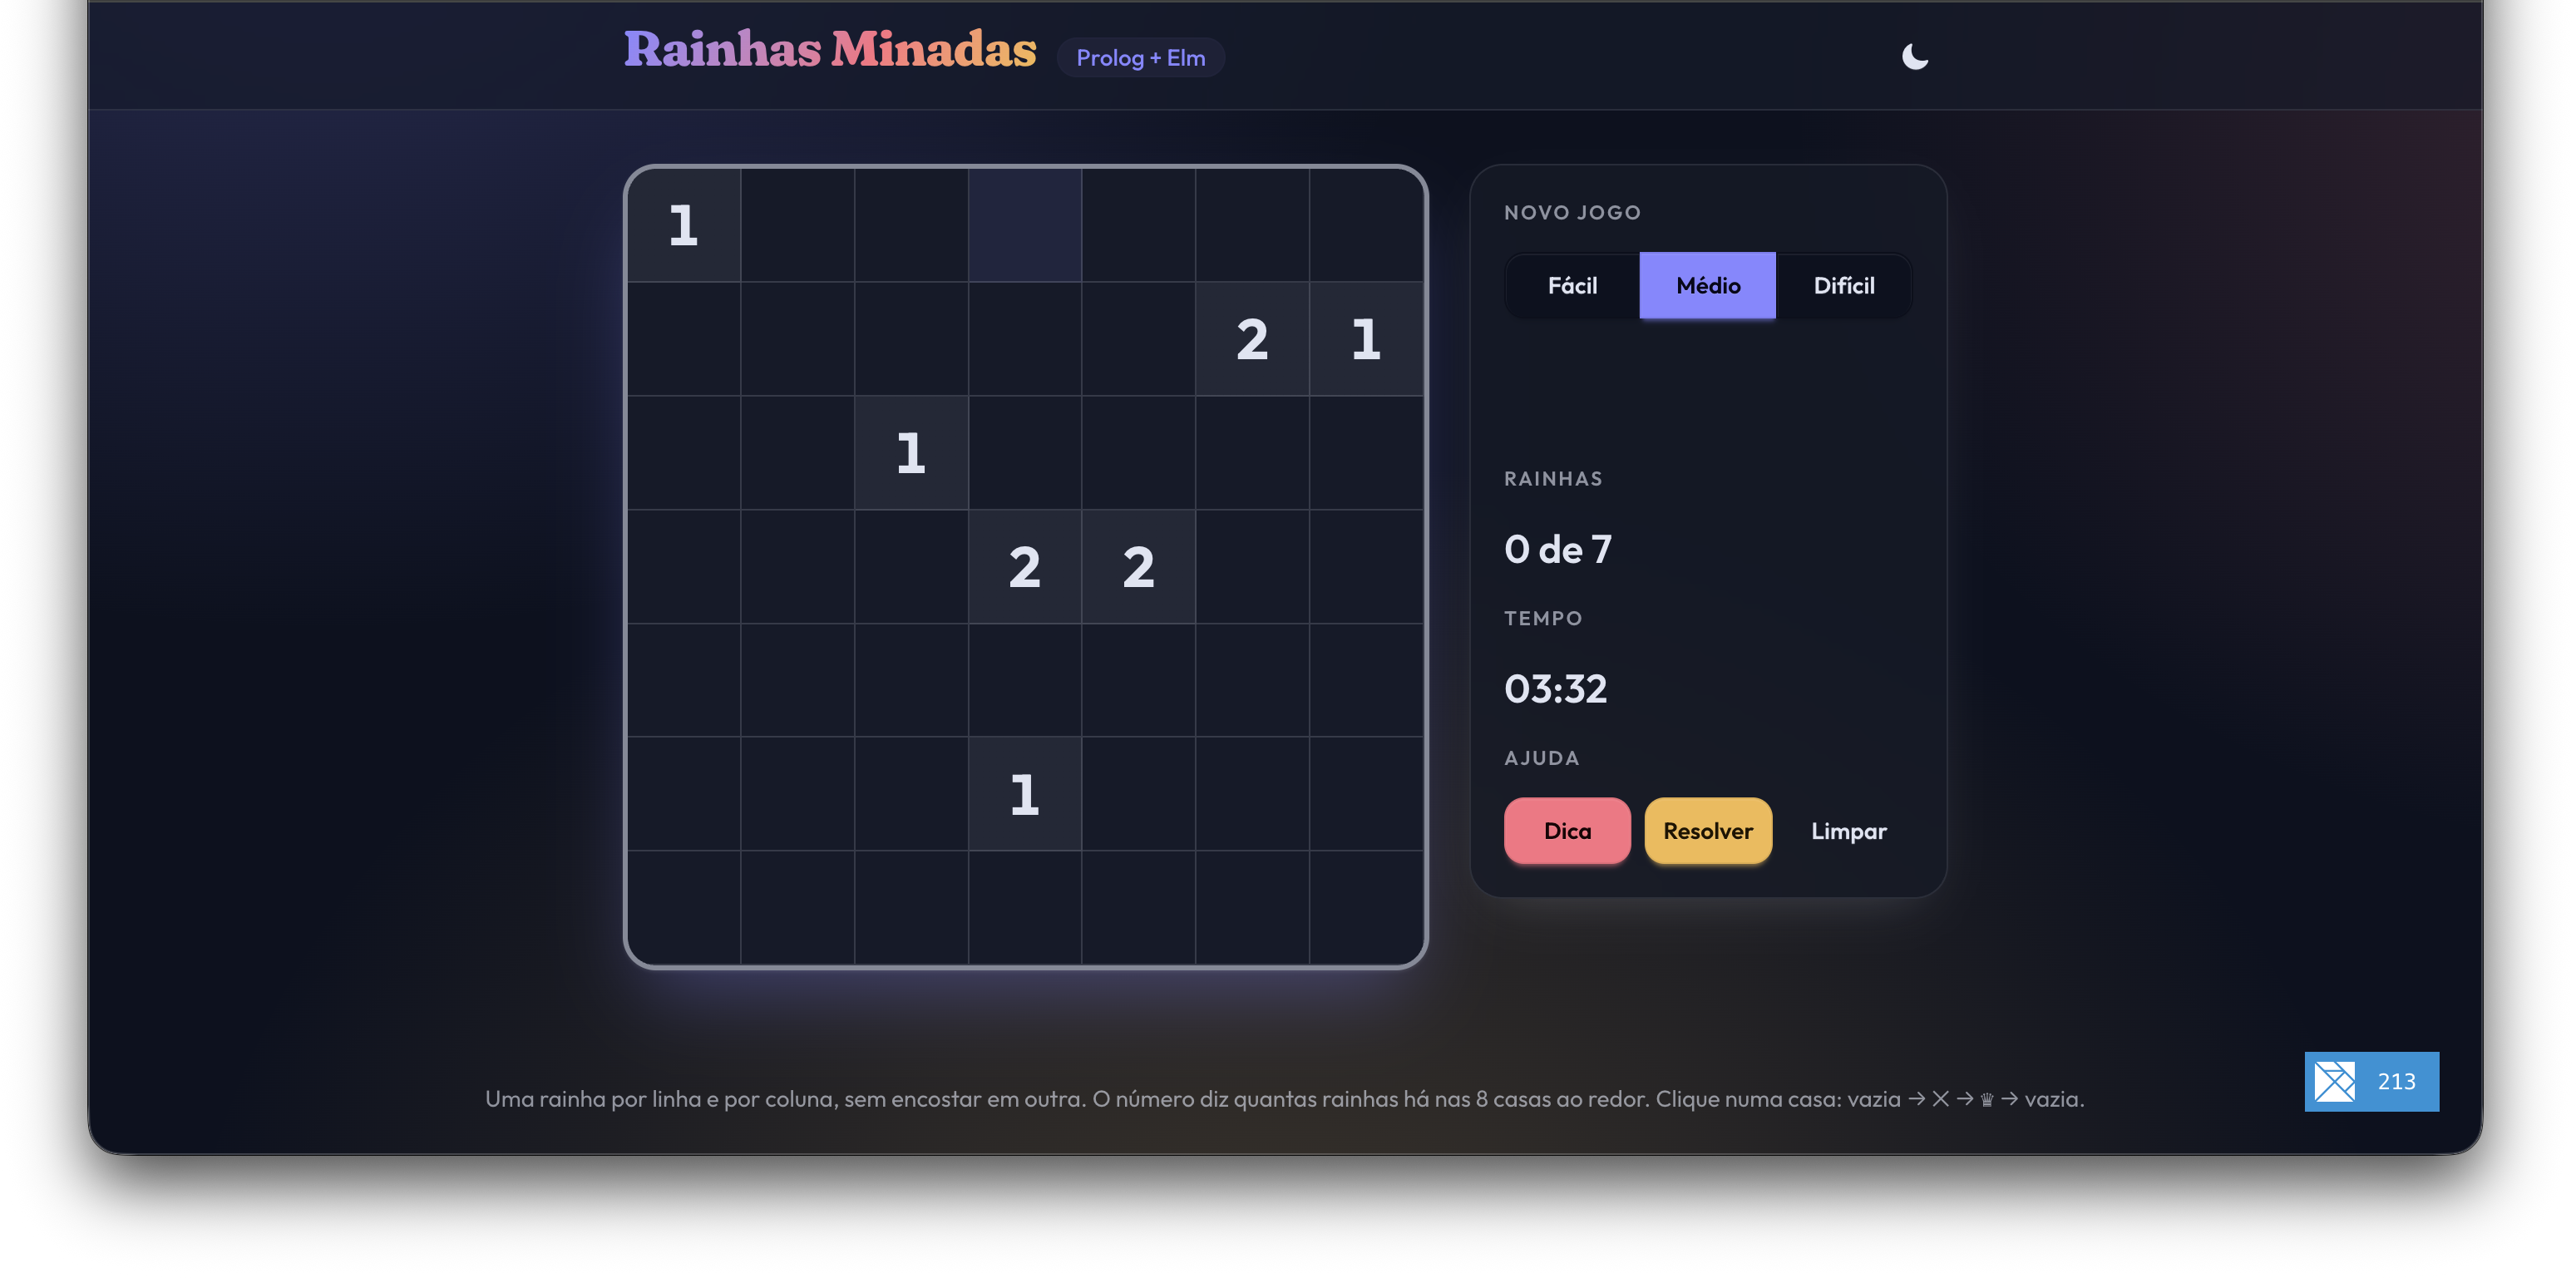 Rainhas Minadas Prolog + Elm
1
2 1
1
2 2
1
NOVO JOGO
Fácil Médio Difícil
RAINHAS
0 de 7
TEMPO
03:32
AJUDA
Dica Resolver Limpar
Uma rainha por linha e por coluna, sem encostar em outra. O número diz quantas rainhas há nas 8 casas ao redor. Clique numa casa: vazia → ✕ → ♛ → vazia.
213